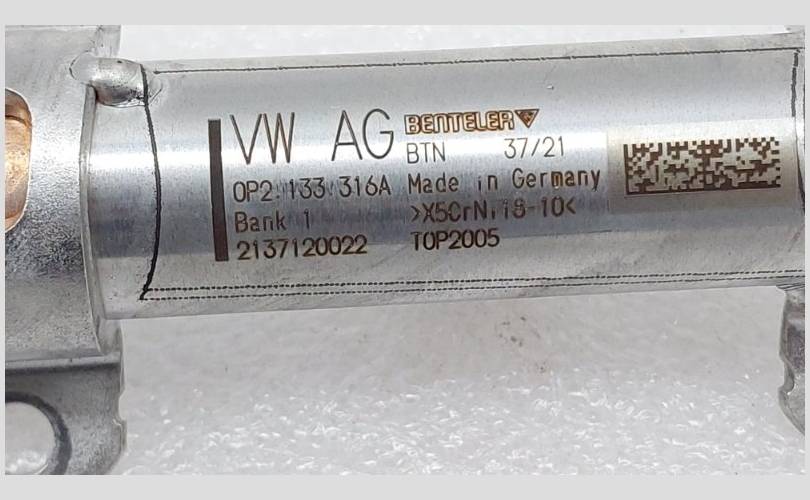 VW AG
0P2.133.316A
Bank 1
2137120022
BENTELER
BTN 37/21
Made in Germany
>X5CrNi18-10<
TOP2005